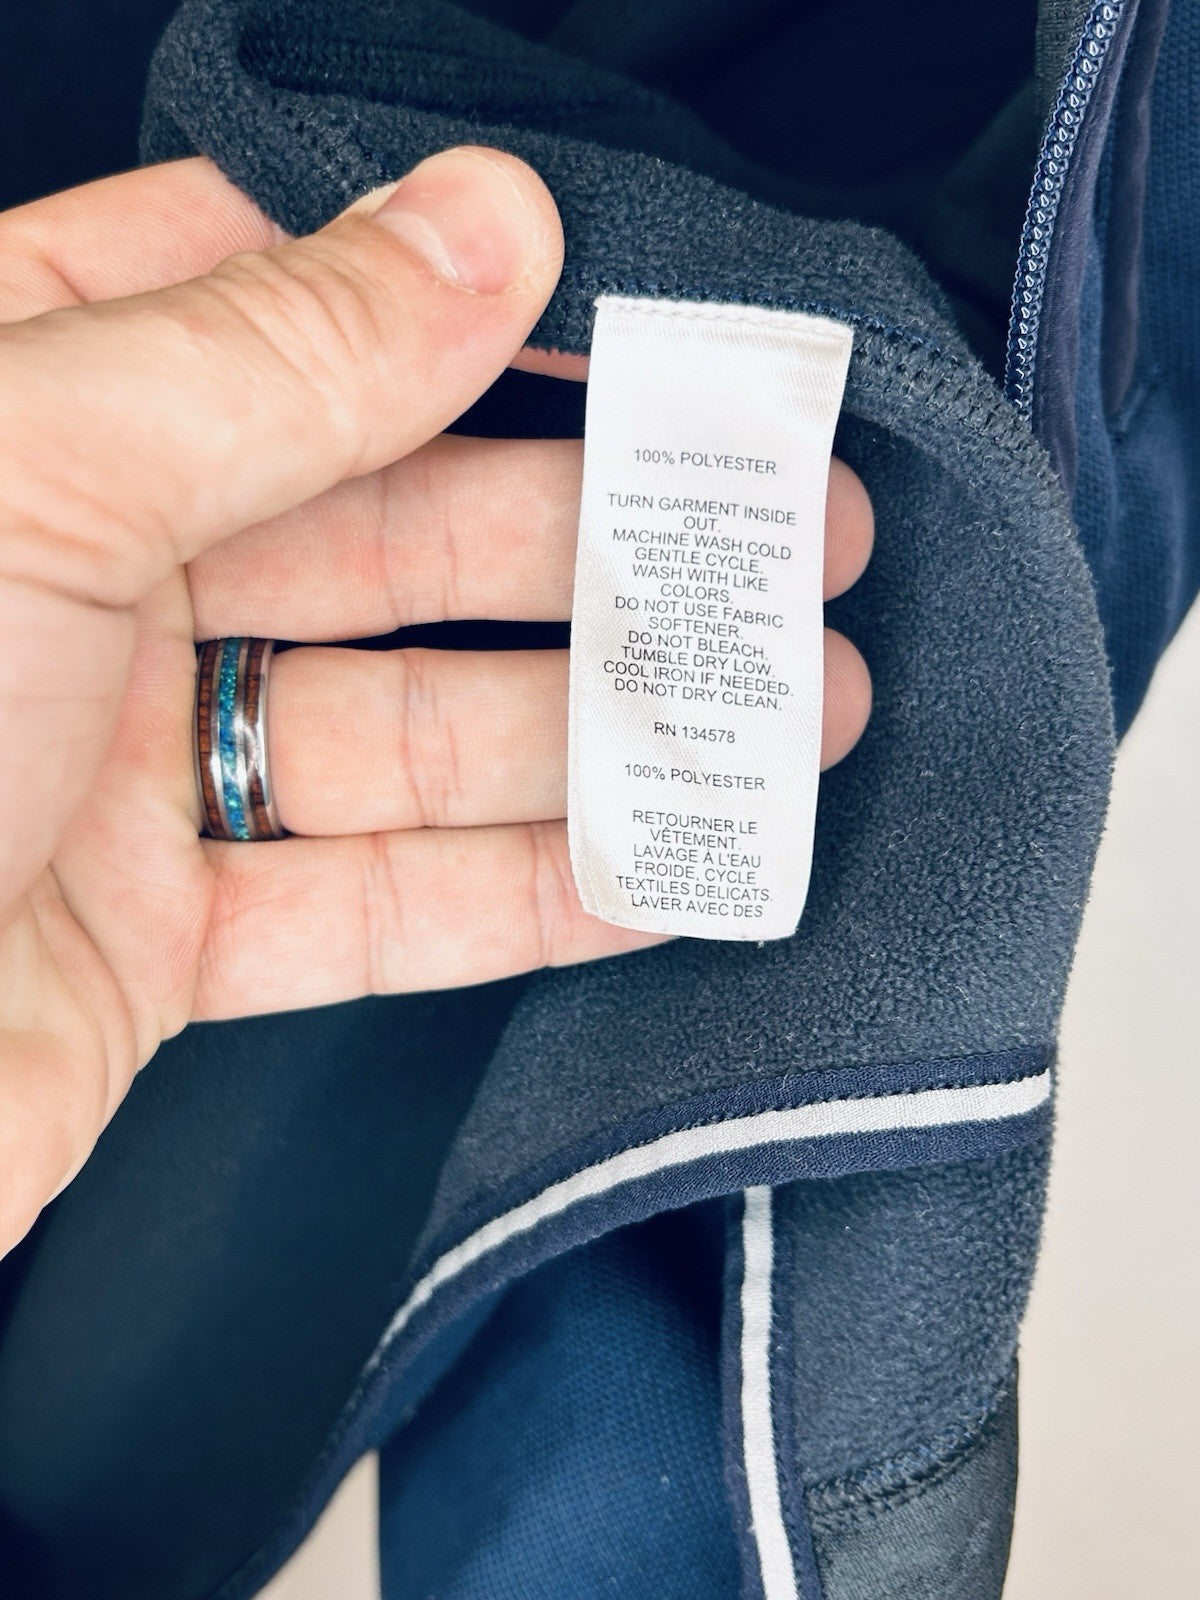 100% POLYESTER
TURN GARMENT INSIDE
OUT.
MACHINE WASH COLD
GENTLE CYCLE.
WASH WITH LIKE
COLORS.
DO NOT USE FABRIC
SOFTENER.
DO NOT BLEACH.
TUMBLE DRY LOW.
COOL IRON IF NEEDED.
DO NOT DRY CLEAN.
RN 134578
100% POLYESTER
RETOURNER LE
VÊTEMENT.
LAVAGE À L'EAU
FROIDE, CYCLE
TEXTILES DELICATS.
LAVER AVEC DES